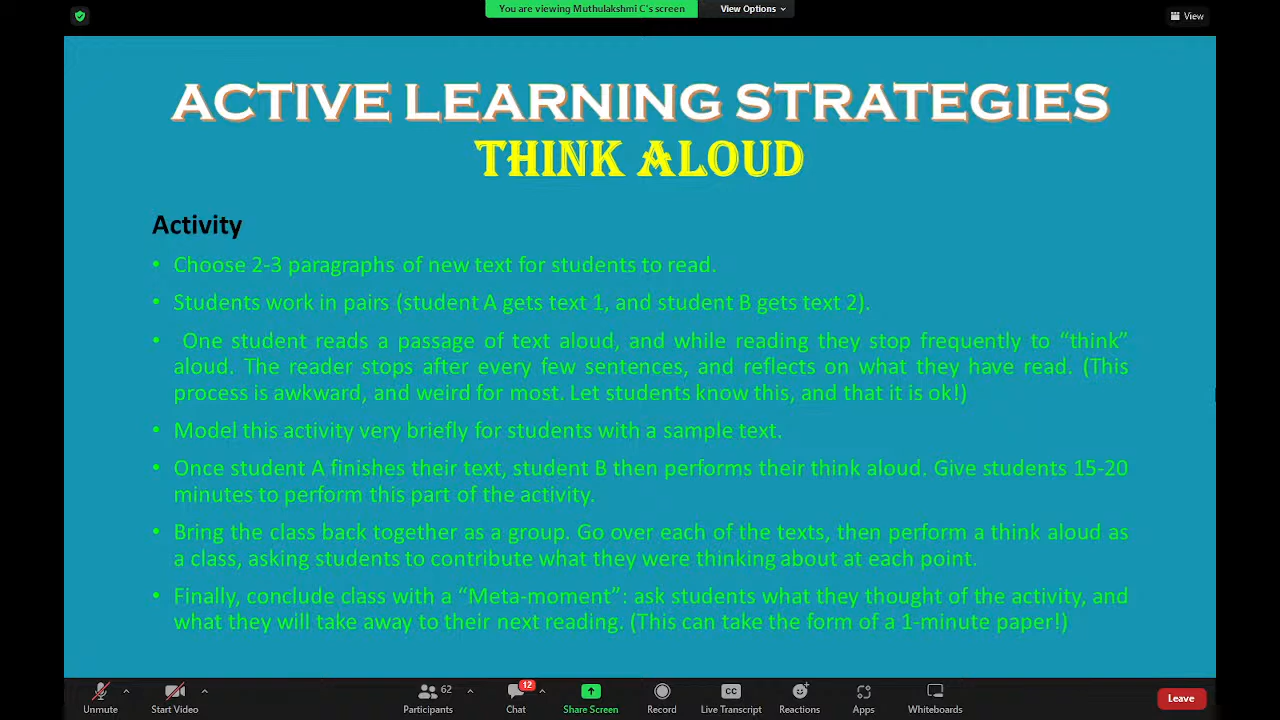 You are viewing Muthulakshmi C's screen
View Options
View
ACTIVE LEARNING STRATEGIES
THINK ALOUD
Activity
• Choose 2-3 paragraphs of new text for students to read.
• Students work in pairs (student A gets text 1, and student B gets text 2).
• One student reads a passage of text aloud, and while reading they stop frequently to “think”
aloud. The reader stops after every few sentences, and reflects on what they have read. (This
process is awkward, and weird for most. Let students know this, and that it is ok!)
• Model this activity very briefly for students with a sample text.
• Once student A finishes their text, student B then performs their think aloud. Give students 15-20
minutes to perform this part of the activity.
• Bring the class back together as a group. Go over each of the texts, then perform a think aloud as
a class, asking students to contribute what they were thinking about at each point.
• Finally, conclude class with a “Meta-moment”: ask students what they thought of the activity, and
what they will take away to their next reading. (This can take the form of a 1-minute paper!)
62
12
CC
Unmute
Start Video
Participants
Chat
Share Screen
Record
Live Transcript
Reactions
Apps
Whiteboards
Leave